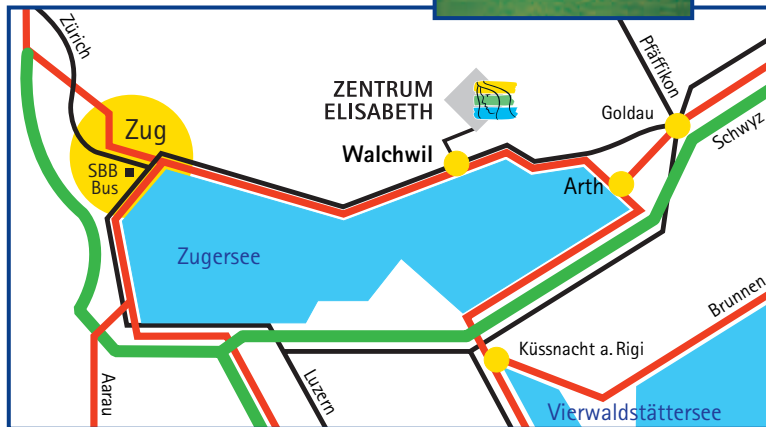 Zürich
Pfäffikon
ZENTRUM
ELISABETH
Goldau
Zug
Schwyz
Walchwil
SBB
Bus
Arth
Zugersee
Brunnen
Küssnacht a. Rigi
Aarau
Luzern
Vierwaldstättersee